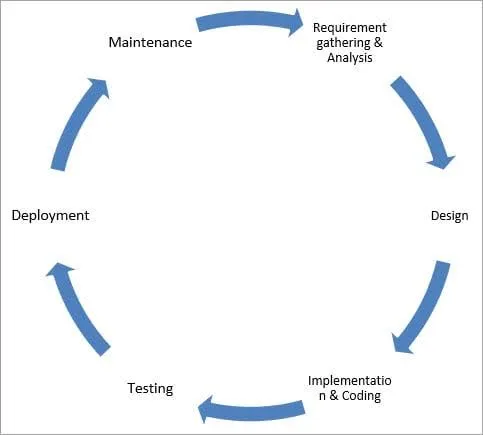 Maintenance
Requirement
gathering &
Analysis
Design
Implementatio
n & Coding
Testing
Deployment